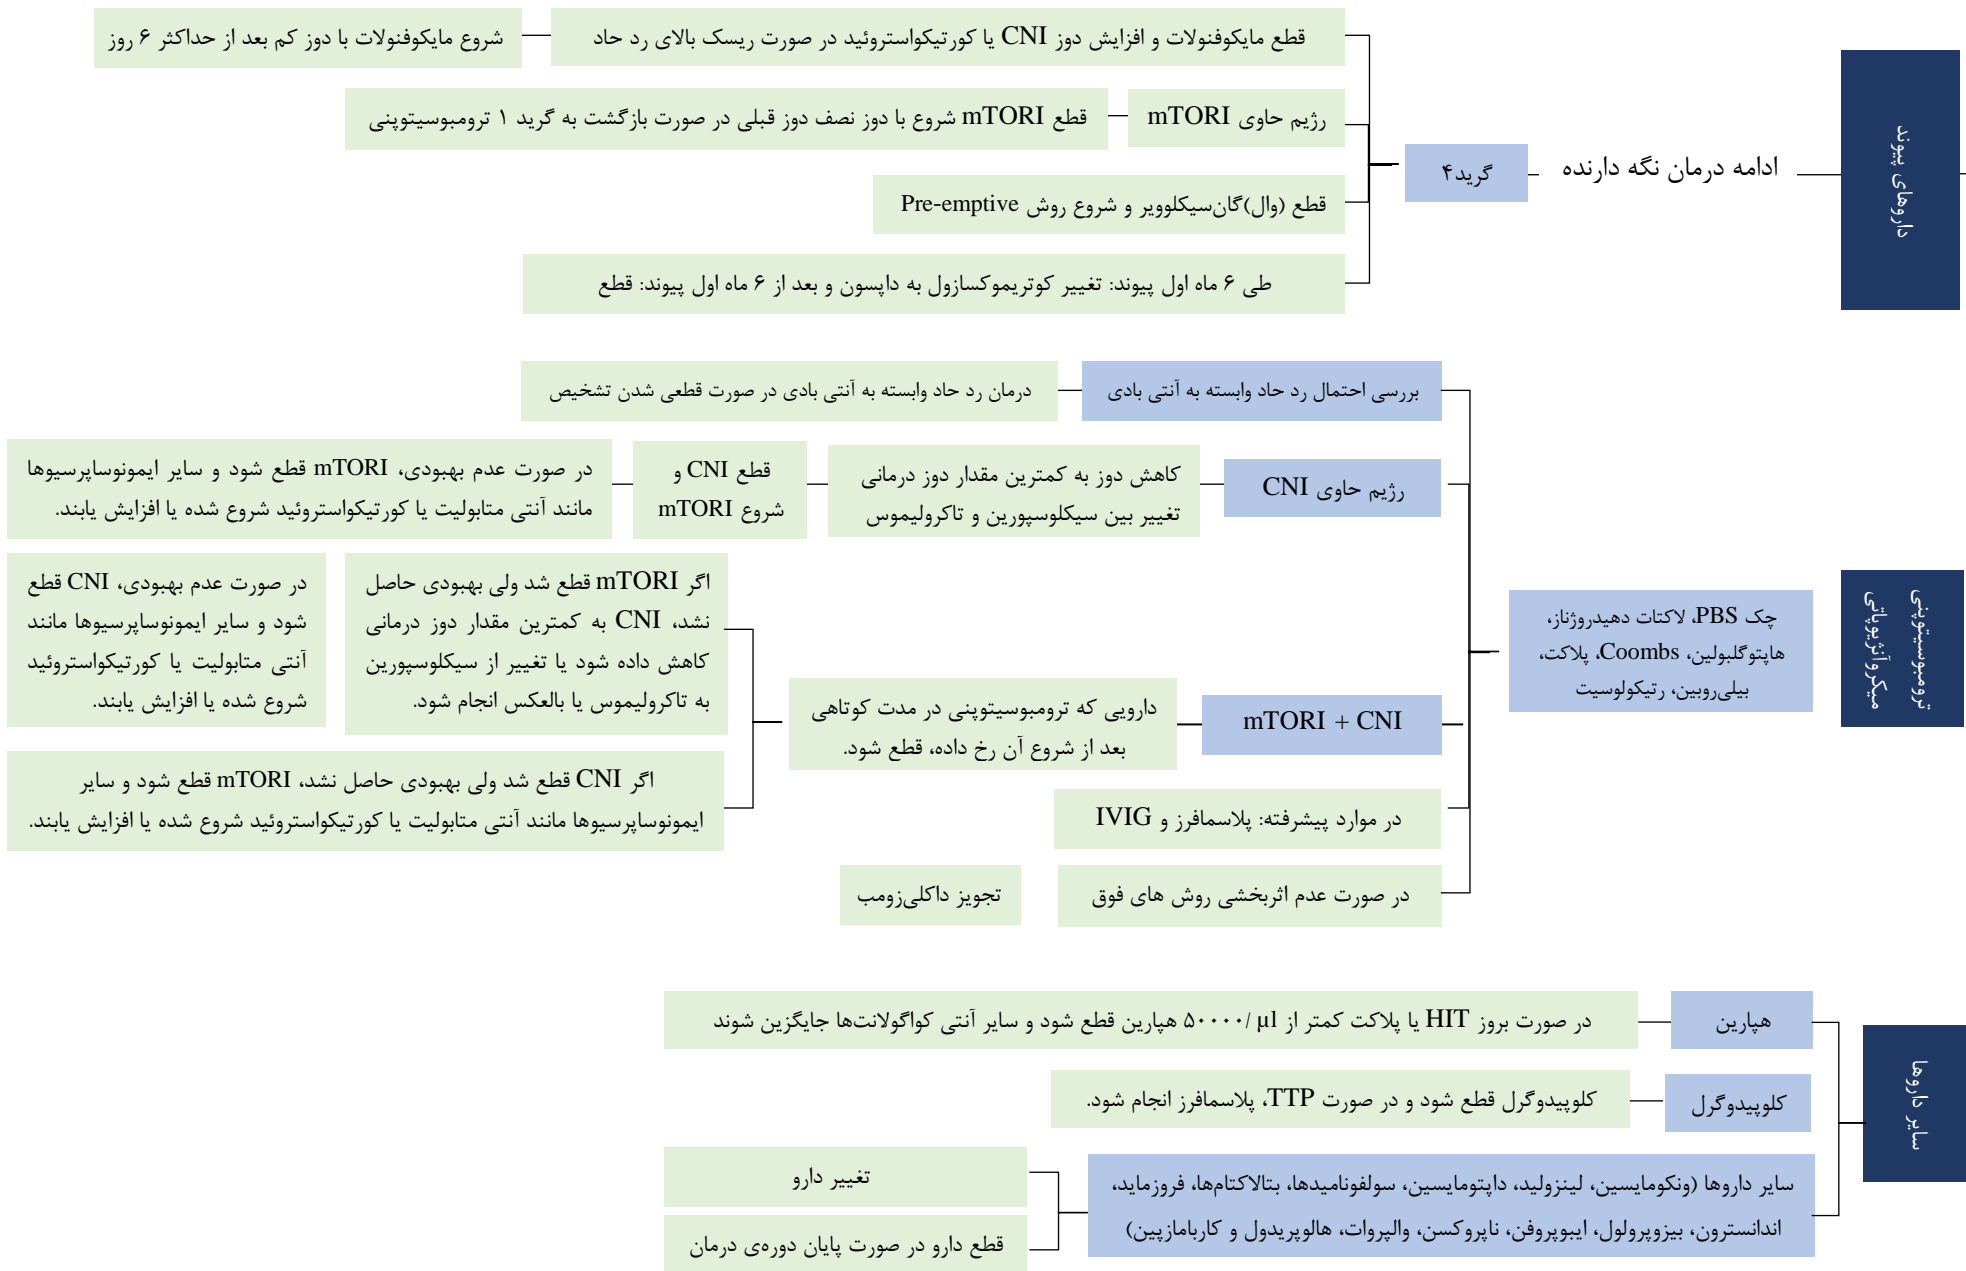 داروهای پیوند
ادامه درمان نگه دارنده
گرید۴
قطع مایکوفنولات و افزایش دوز CNI یا کورتیکواستروئید در صورت ریسک بالای رد حاد
شروع مایکوفنولات با دوز کم بعد از حداکثر ۶ روز
رژیم حاوی mTORI
قطع mTORI شروع با دوز نصف دوز قبلی در صورت بازگشت به گرید ۱ ترومبوسیتوپنی
قطع (وال)گان‌سیکلوویر و شروع روش Pre-emptive
طی ۶ ماه اول پیوند: تغییر کوتریموکسازول به داپسون و بعد از ۶ ماه اول پیوند: قطع
ترومبوسیتوپنی
میکروآنژیوپاتی
چک PBS، لاکتات دهیدروژناز،
هاپتوگلبولین، Coombs، پلاکت،
بیلی‌روبین، رتیکولوسیت
بررسی احتمال رد حاد وابسته به آنتی بادی
درمان رد حاد وابسته به آنتی بادی در صورت قطعی شدن تشخیص
رژیم حاوی CNI
کاهش دوز به کمترین مقدار دوز درمانی
تغییر بین سیکلوسپورین و تاکرولیموس
قطع CNI و
شروع mTORI
در صورت عدم بهبودی، mTORI قطع شود و سایر ایمونوساپرسیوها
مانند آنتی متابولیت یا کورتیکواستروئید شروع شده یا افزایش یابند.
mTORI + CNI
دارویی که ترومبوسیتوپنی در مدت کوتاهی
بعد از شروع آن رخ داده، قطع شود.
اگر mTORI قطع شد ولی بهبودی حاصل
نشد، CNI به کمترین مقدار دوز درمانی
کاهش داده شود یا تغییر از سیکلوسپورین
به تاکرولیموس یا بالعکس انجام شود.
در صورت عدم بهبودی، CNI قطع
شود و سایر ایمونوساپرسیوها مانند
آنتی متابولیت یا کورتیکواستروئید
شروع شده یا افزایش یابند.
اگر CNI قطع شد ولی بهبودی حاصل نشد، mTORI قطع شود و سایر
ایمونوساپرسیوها مانند آنتی متابولیت یا کورتیکواستروئید شروع شده یا افزایش یابند.
در موارد پیشرفته: پلاسمافرز و IVIG
در صورت عدم اثربخشی روش های فوق
تجویز داکلی‌زومب
سایر داروها
هپارین
در صورت بروز HIT یا پلاکت کمتر از ۵۰۰۰۰/ µl هپارین قطع شود و سایر آنتی کواگولانت‌ها جایگزین شوند
کلوپیدوگرل
کلوپیدوگرل قطع شود و در صورت TTP، پلاسمافرز انجام شود.
سایر داروها (ونکومایسین، لینزولید، داپتومایسین، سولفونامیدها، بتالاکتام‌ها، فروزماید،
اندانسترون، بیزوپرولول، ایبوپروفن، ناپروکسن، والپروات، هالوپریدول و کاربامازپین)
تغییر دارو
قطع دارو در صورت پایان دوره‌ی درمان